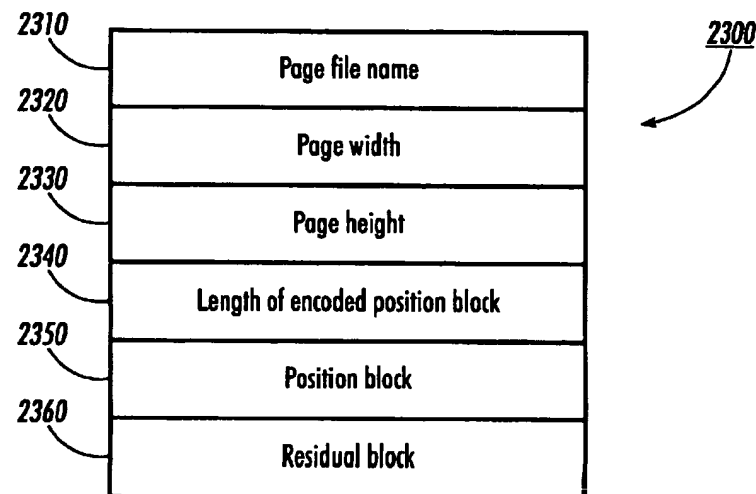 2310
2300
Page file name
2320
Page width
2330
Page height
2340
Length of encoded position block
2350
Position block
2360
Residual block